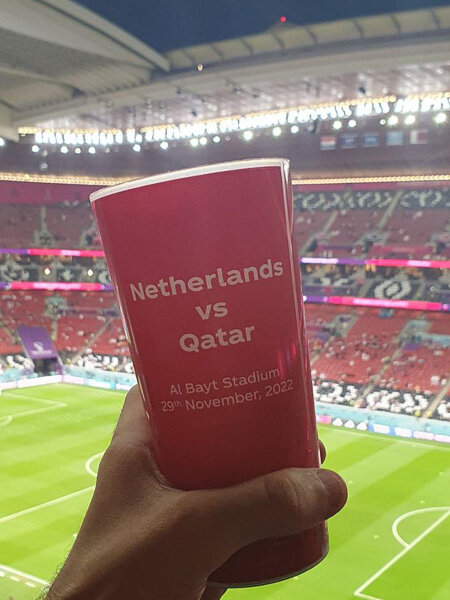 Netherlands
vs
Qatar
Al Bayt Stadium
29th November, 2022